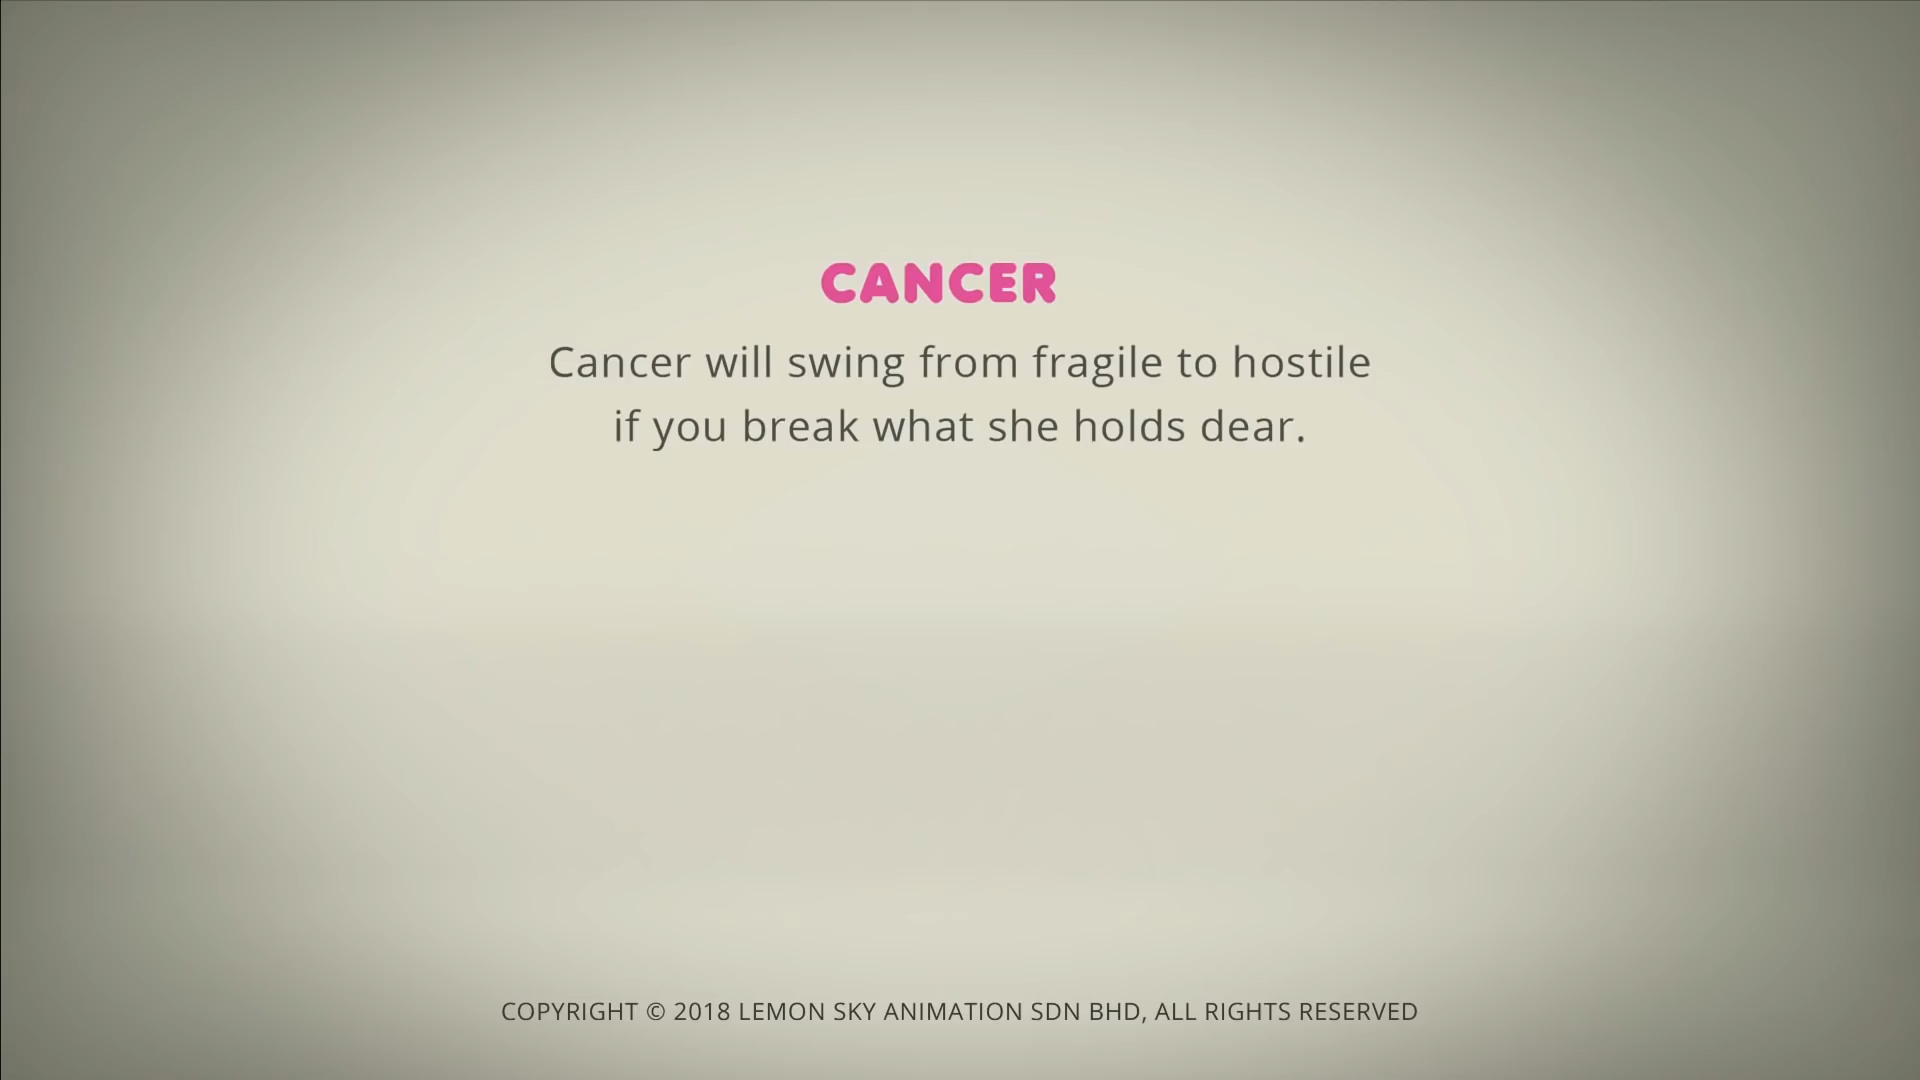 CANCER
Cancer will swing from fragile to hostile
if you break what she holds dear.
COPYRIGHT © 2018 LEMON SKY ANIMATION SDN BHD, ALL RIGHTS RESERVED